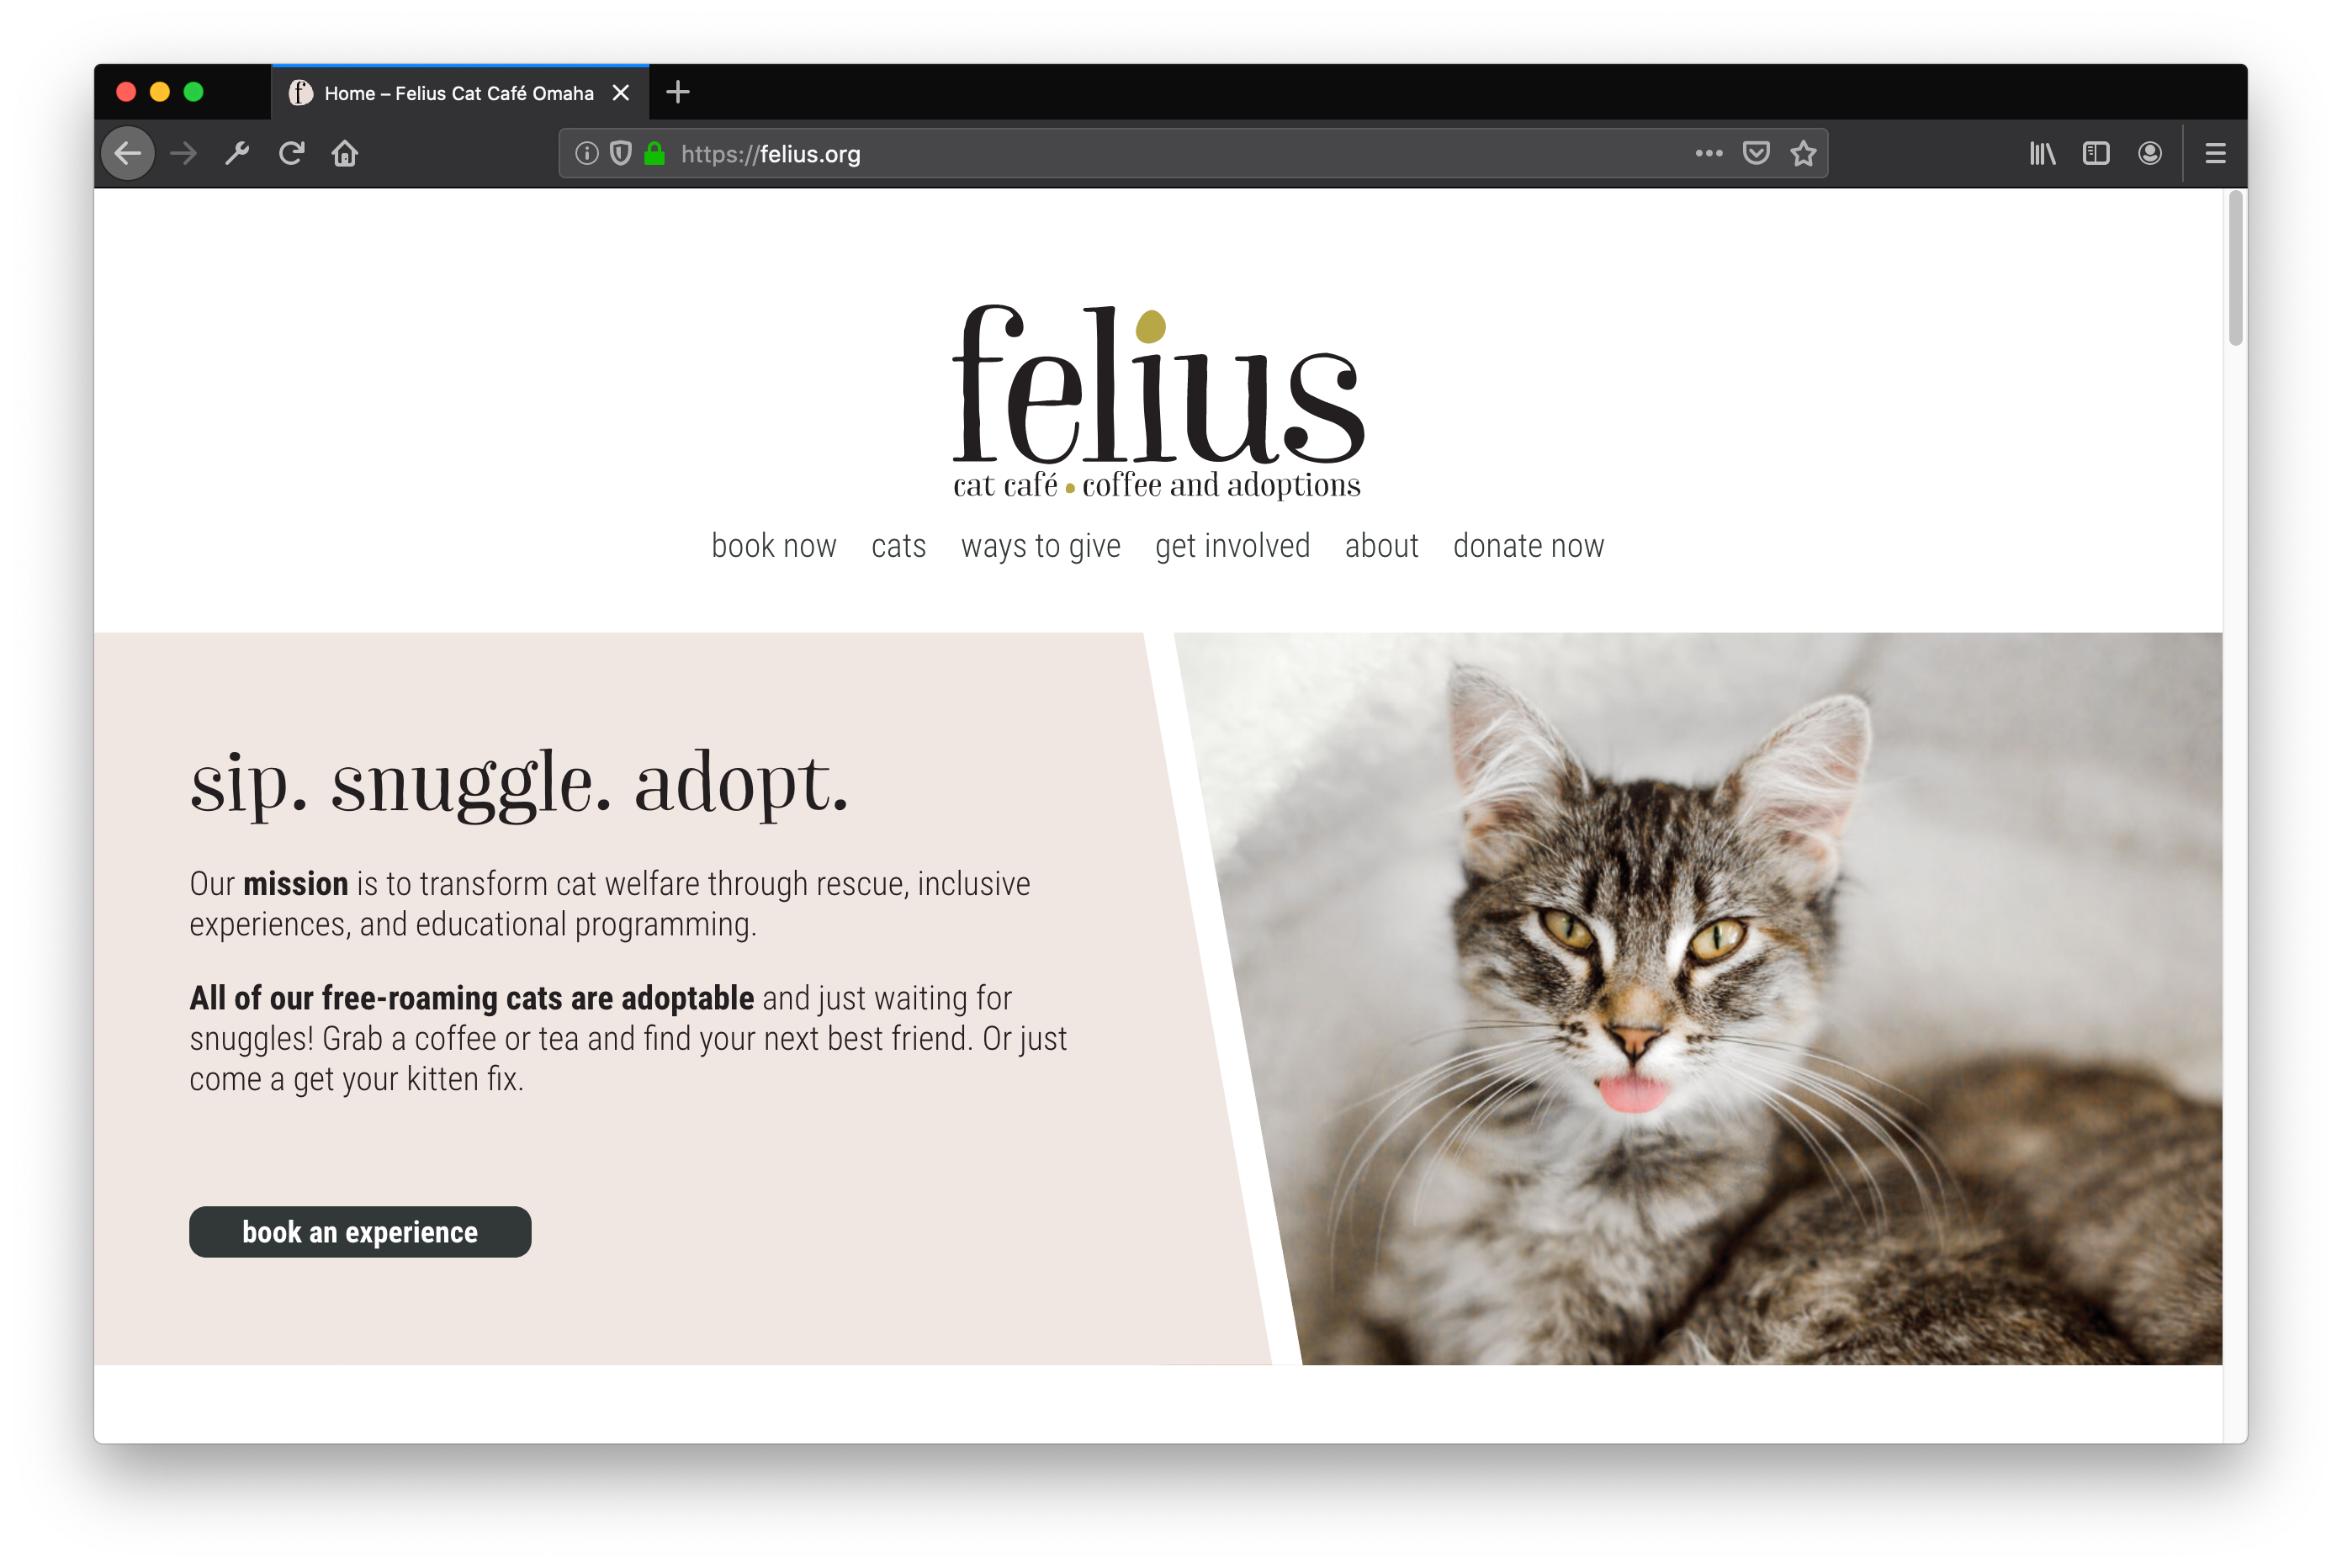 f Home – Felius Cat Café Omaha
https://felius.org
felius
cat café • coffee and adoptions
book now cats ways to give get involved about donate now
sip. snuggle. adopt.
Our mission is to transform cat welfare through rescue, inclusive
experiences, and educational programming.
All of our free-roaming cats are adoptable and just waiting for
snuggles! Grab a coffee or tea and find your next best friend. Or just
come a get your kitten fix.
book an experience